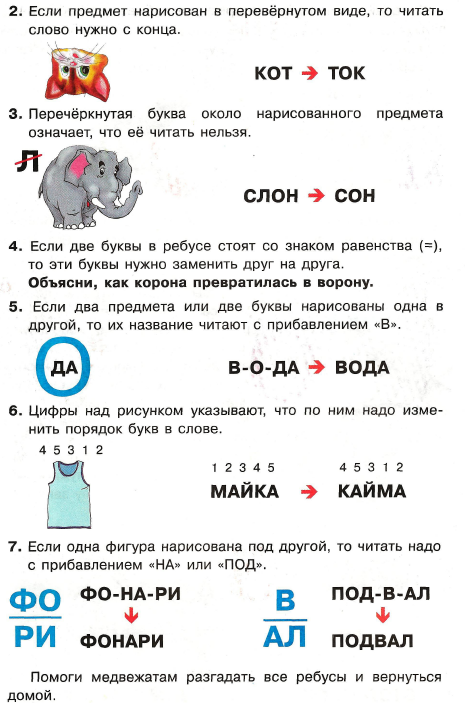 2. Если предмет нарисован в перевёрнутом виде, то читать
слово нужно с конца.
КОТ → ТОК
3. Перечёркнутая буква около нарисованного предмета
означает, что её читать нельзя.
Л
СЛОН → СОН
4. Если две буквы в ребусе стоят со знаком равенства (=),
то эти буквы нужно заменить друг на друга.
Объясни, как корона превратилась в ворону.
5. Если два предмета или две буквы нарисованы одна в
другой, то их название читают с прибавлением «В».
ДА
В-О-ДА → ВОДА
6. Цифры над рисунком указывают, что по ним надо изме-
нить порядок букв в слове.
4 5 3 1 2
1 2 3 4 5 4 5 3 1 2
МАЙКА → КАЙМА
7. Если одна фигура нарисована под другой, то читать надо
с прибавлением «НА» или «ПОД».
ФО
РИ
ФО-НА-РИ
ФОНАРИ
В
АЛ
ПОД-В-АЛ
ПОДВАЛ
Помоги медвежатам разгадать все ребусы и вернуться
домой.